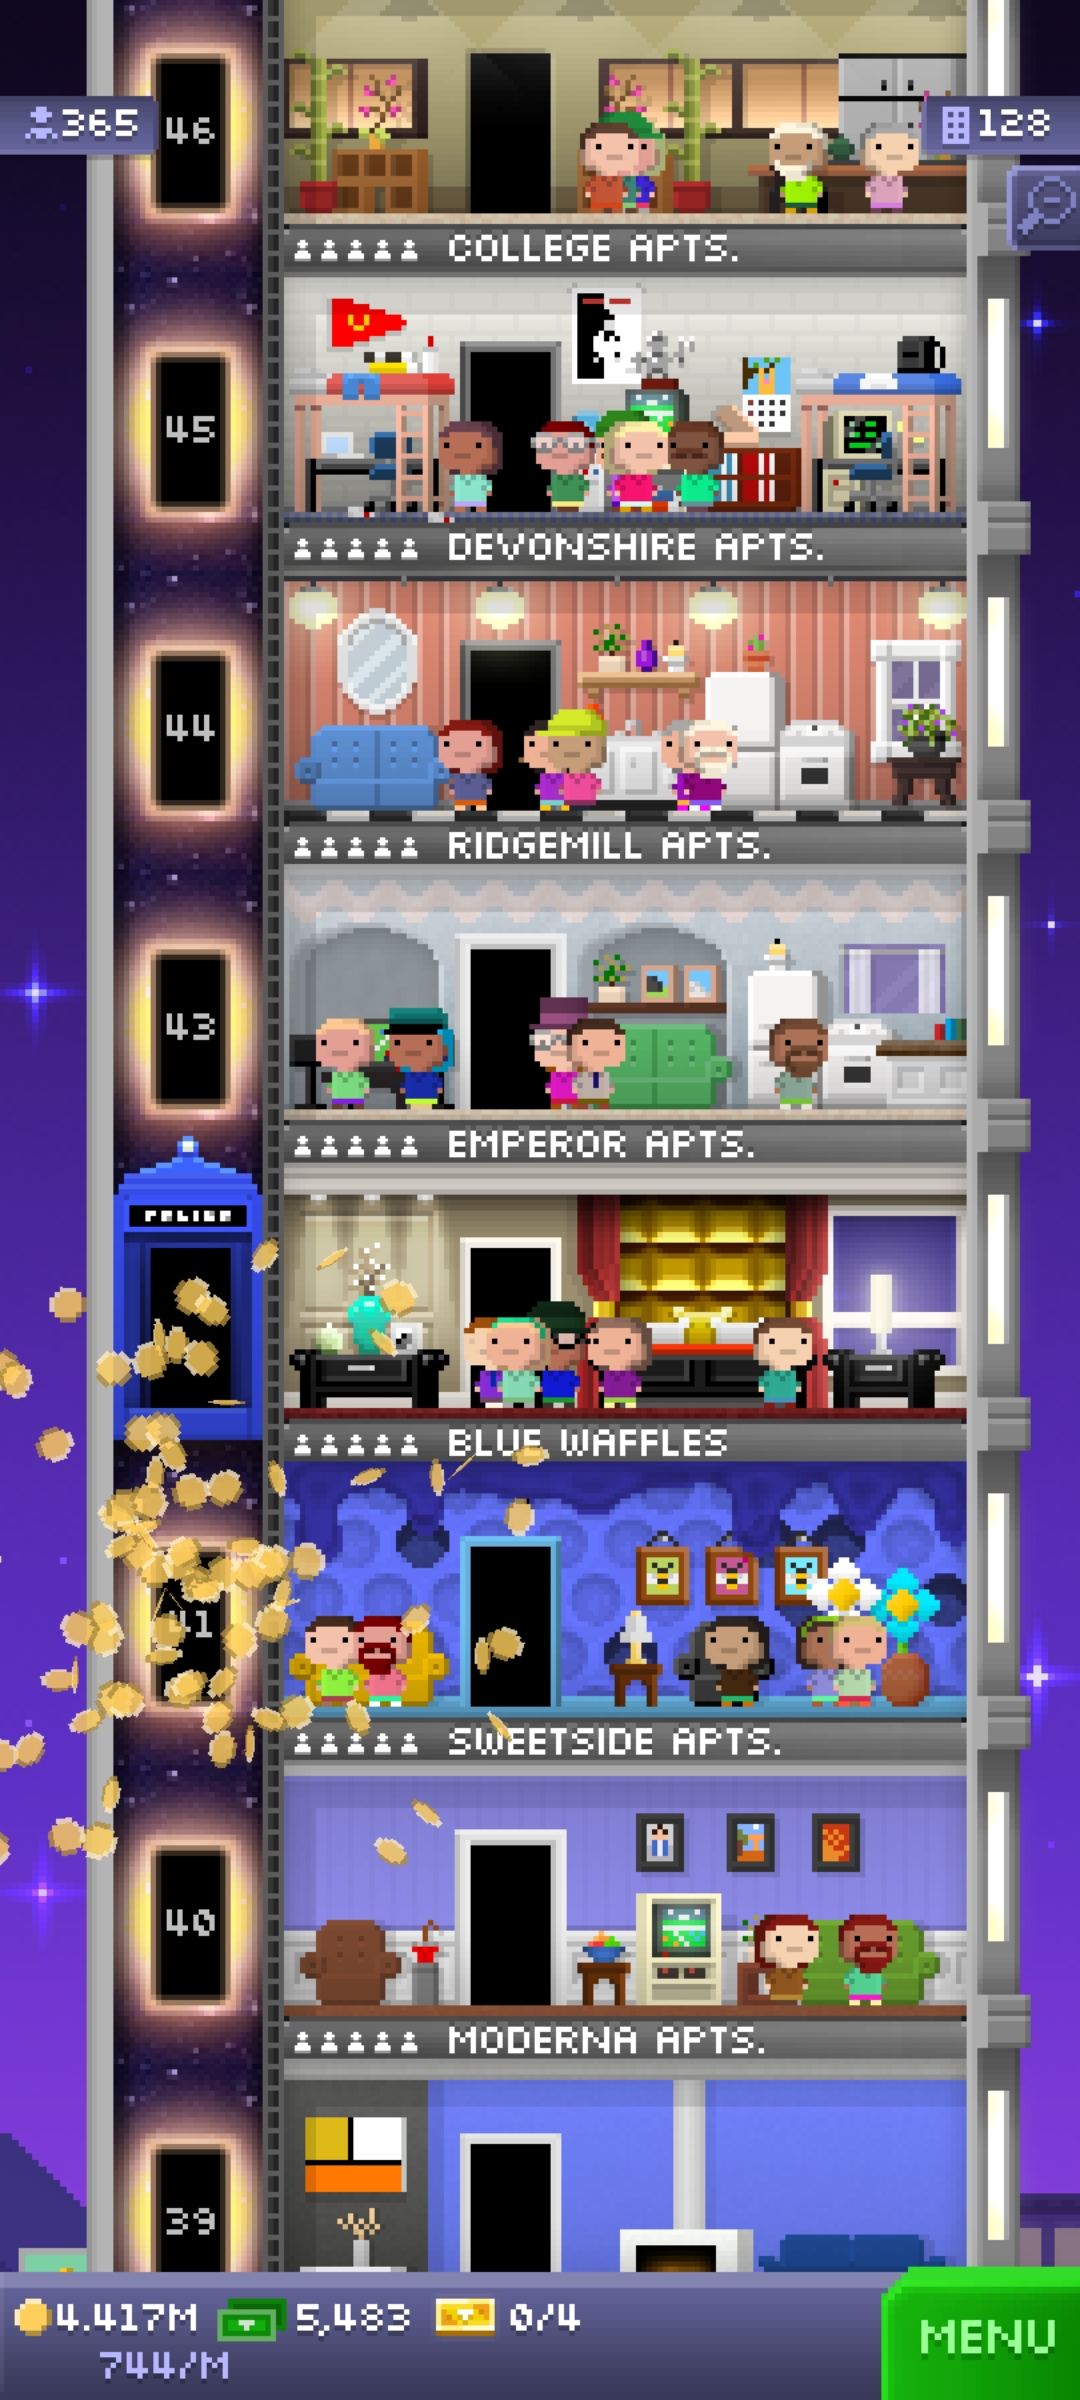 46
365
128
COLLEGE APTS.
45
DEVONSHIRE APTS.
44
RIDGEMILL APTS.
43
EMPEROR APTS.
POLICE
BLUE WAFFLES
41
SWEETSIDE APTS.
40
MODERNA APTS.
39
4.417M 5,483 0/4
744/M
MENU